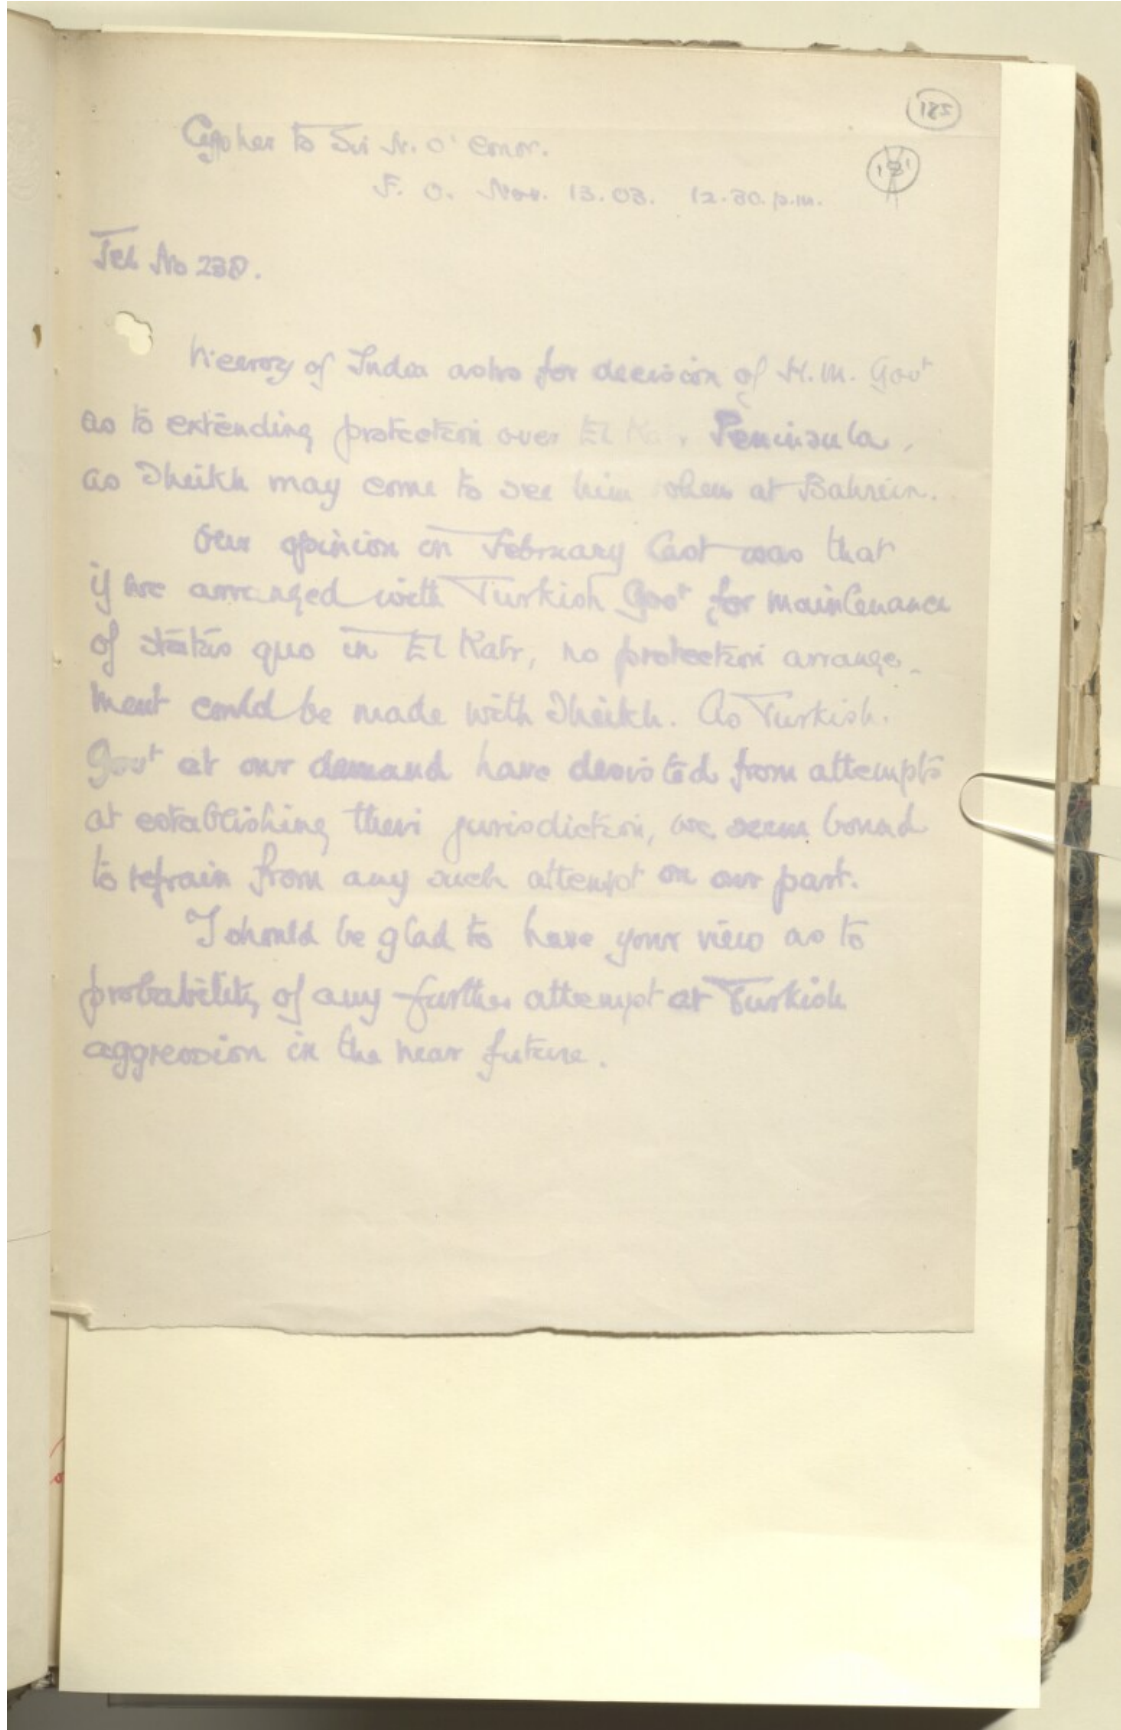 185
Cypher to Sir N. O'Conor.
F. O. Nov. 13. 03. 12.30. p.m.
Tel No 238.
Viceroy of India asks for decision of H.M. Govt
as to extending protection over El Katr Peninsula,
as Sheikh may come to see him when at Bahrein.
Our opinion in February last was that
if we arranged with Turkish Govt for maintenance
of status quo in El Katr, no protection arrange-
ment could be made with Sheikh. As Turkish.
Govt at our demand have desisted from attempts
at establishing their jurisdiction, we seem bound
to refrain from any such attempt on our part.
I should be glad to have your view as to
probability of any further attempt at Turkish
aggression in the near future.